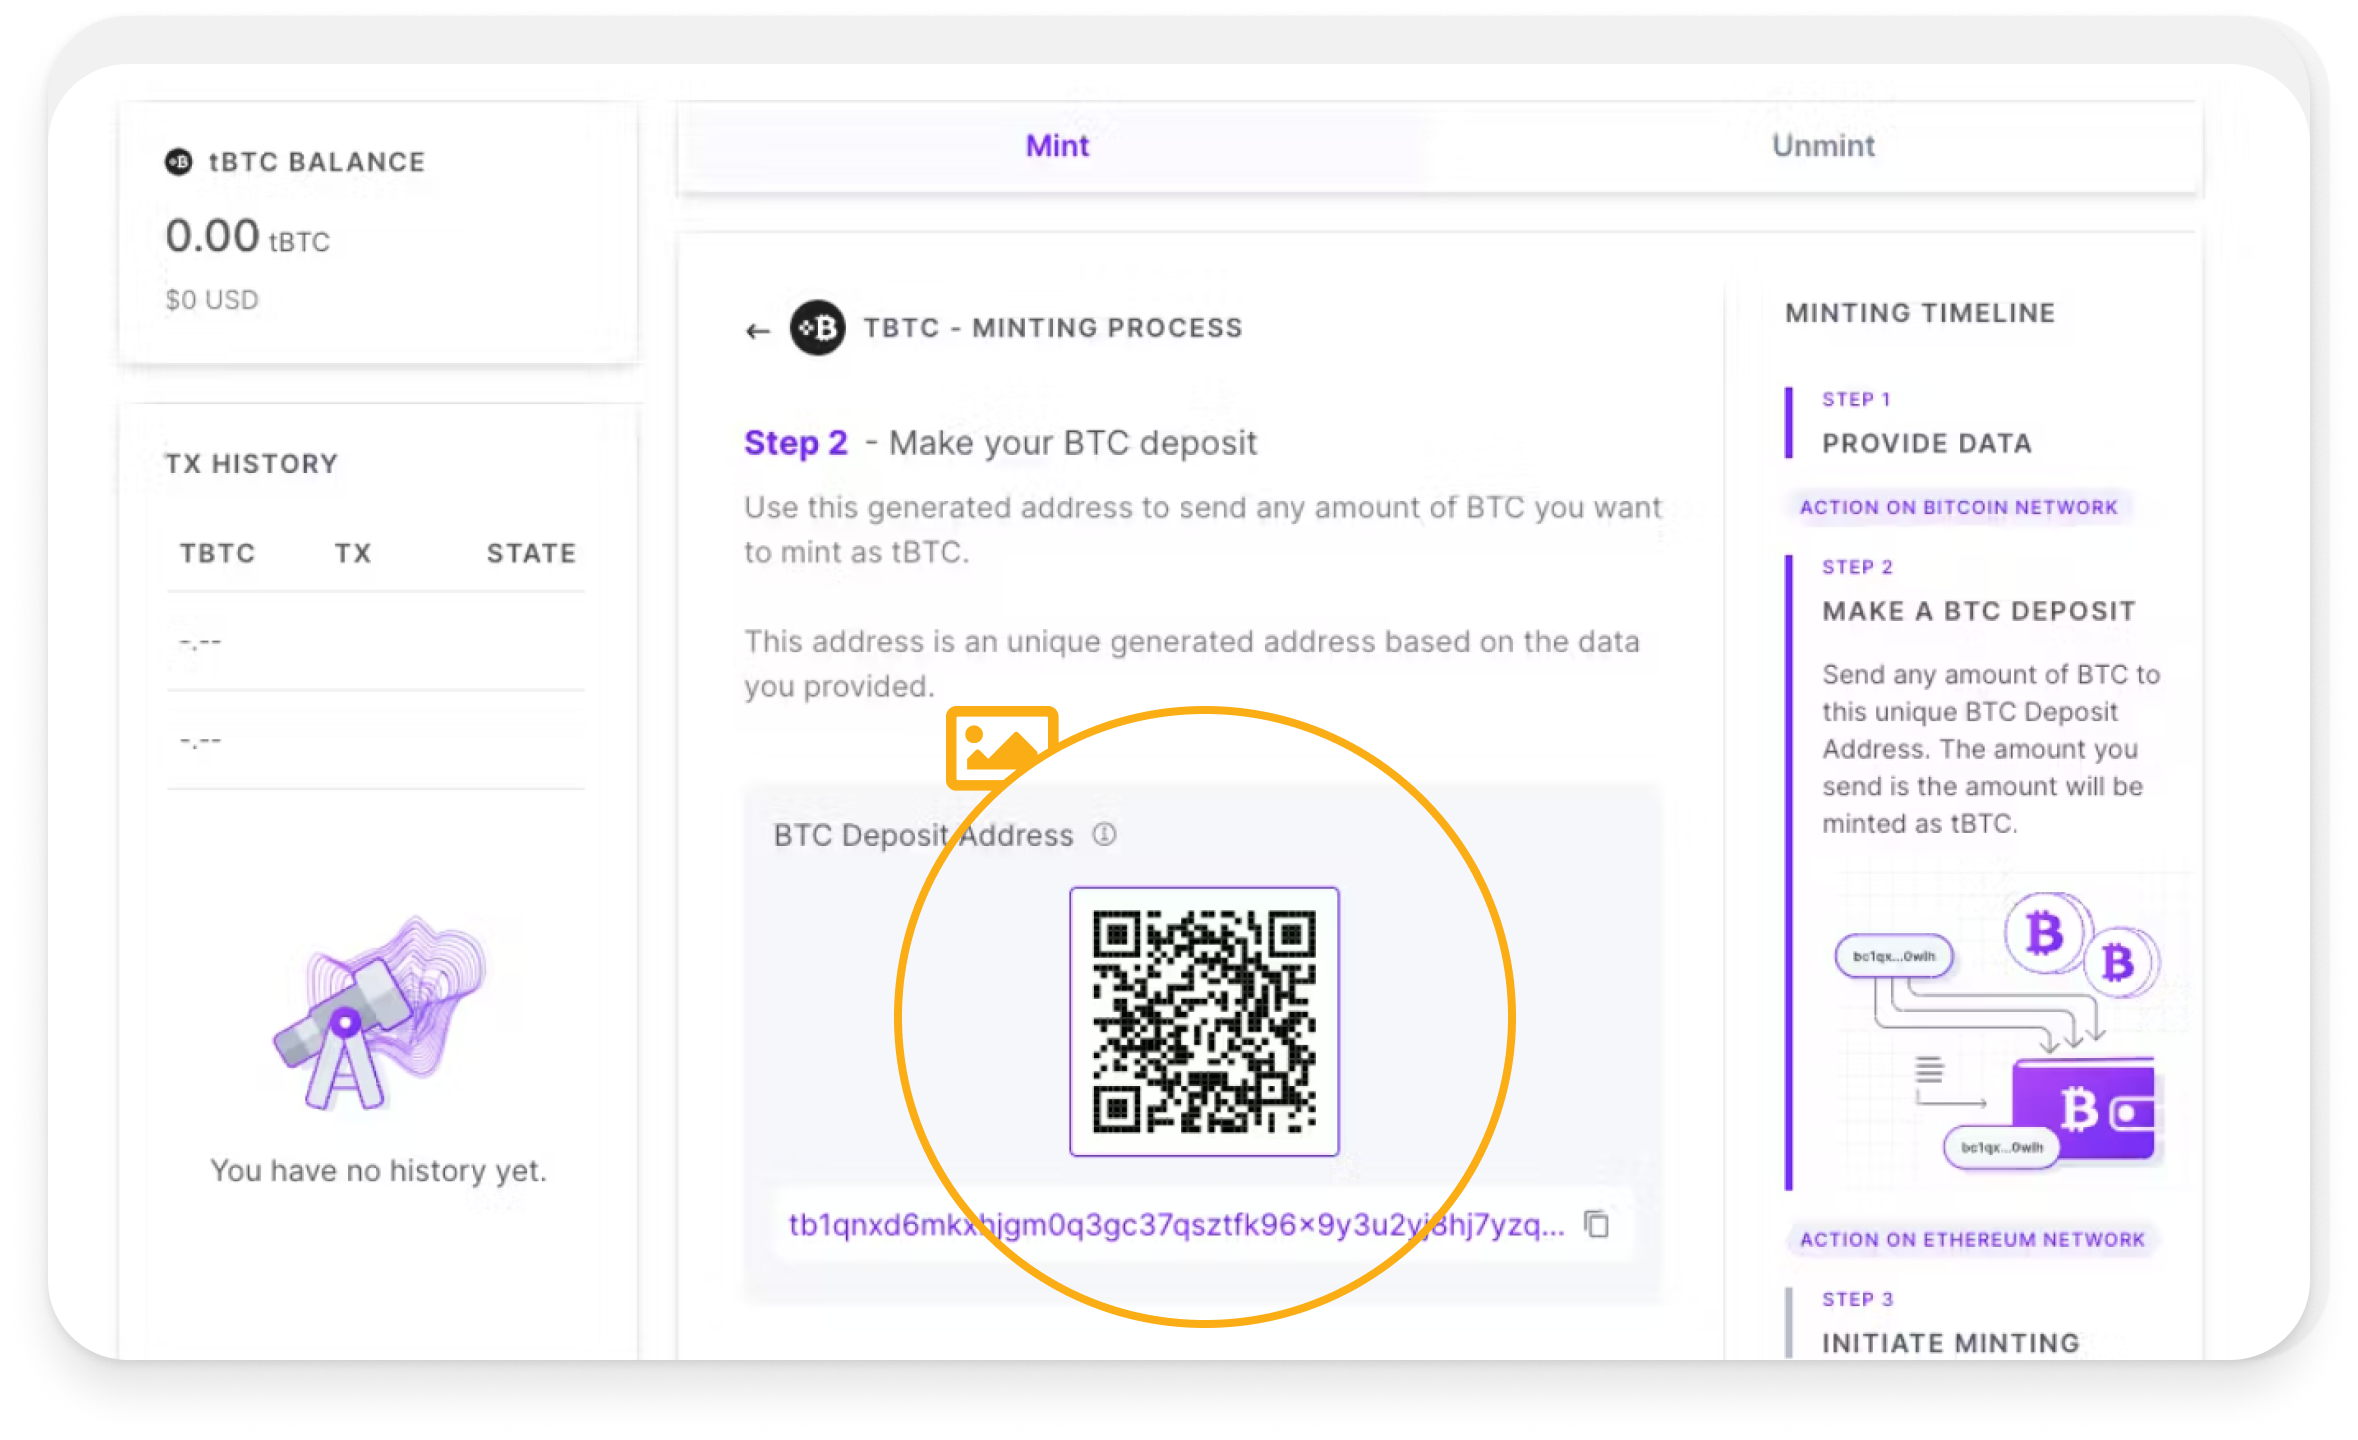 tBTC BALANCE
0.00 tBTC
$0 USD
TX HISTORY
TBTC TX STATE
-.--
-.--
You have no history yet.
Mint Unmint
← TBTC - MINTING PROCESS
Step 2 - Make your BTC deposit
Use this generated address to send any amount of BTC you want
to mint as tBTC.
This address is an unique generated address based on the data
you provided.
BTC Deposit Address
tb1qnxd6mkxhjgm0q3gc37qsztfk96×9y3u2yj8hj7yzq...
MINTING TIMELINE
STEP 1
PROVIDE DATA
ACTION ON BITCOIN NETWORK
STEP 2
MAKE A BTC DEPOSIT
Send any amount of BTC to
this unique BTC Deposit
Address. The amount you
send is the amount will be
minted as tBTC.
bc1qx...0wlh
bc1qx...0wlh
ACTION ON ETHEREUM NETWORK
STEP 3
INITIATE MINTING